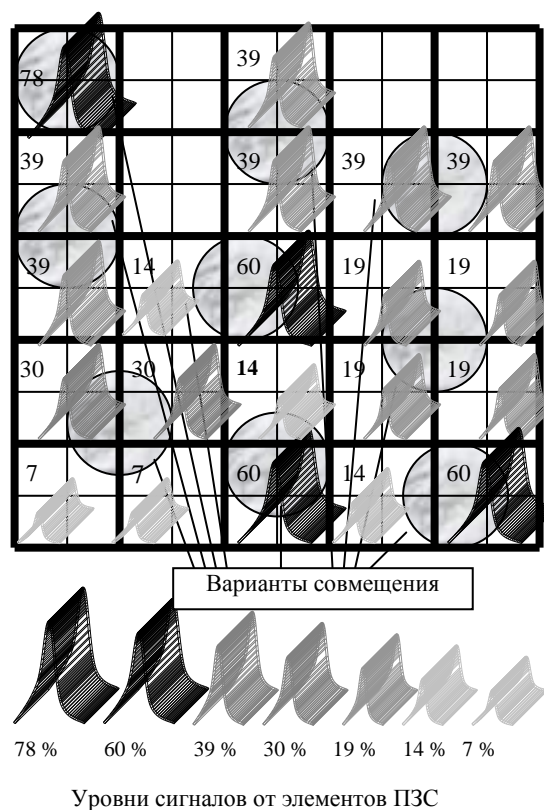 39
78
39 39 39 39
39 14 60 19 19
30 30 14 19 19
7 7 60 14 60
Варианты совмещения
78 % 60 % 39 % 30 % 19 % 14 % 7 %
Уровни сигналов от элементов ПЗС